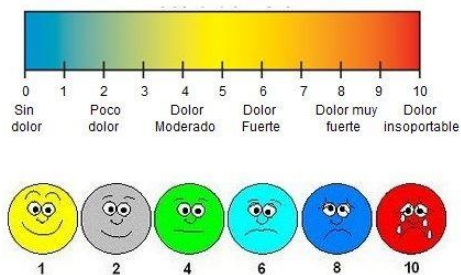 0 1 2 3 4 5 6 7 8 9 10
Sin Poco Dolor Dolor Dolor muy Dolor
dolor dolor Moderado Fuerte fuerte insoportable
1 2 4 6 8 10